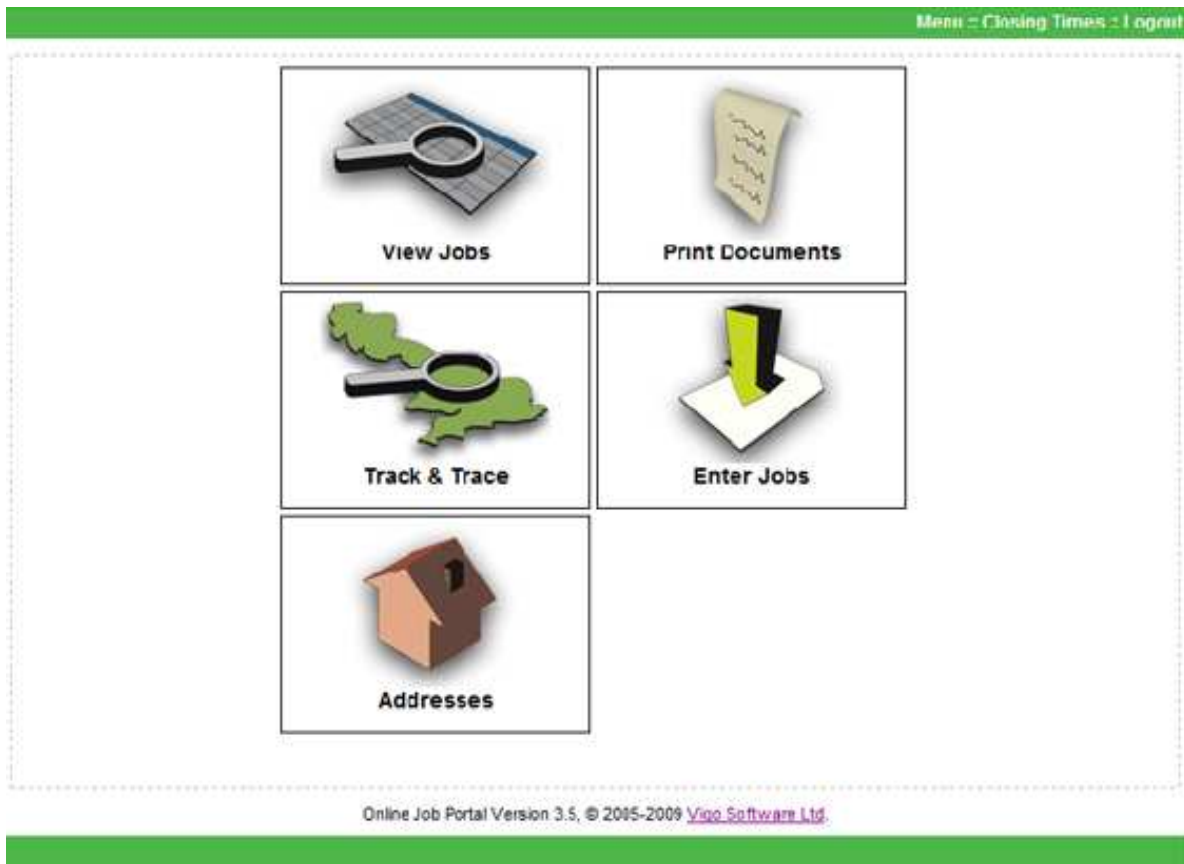 Menu :: Closing Times :: Logout
View Jobs
Print Documents
Track & Trace
Enter Jobs
Addresses
Online Job Portal Version 3.5, © 2005-2009 Vigo Software Ltd.